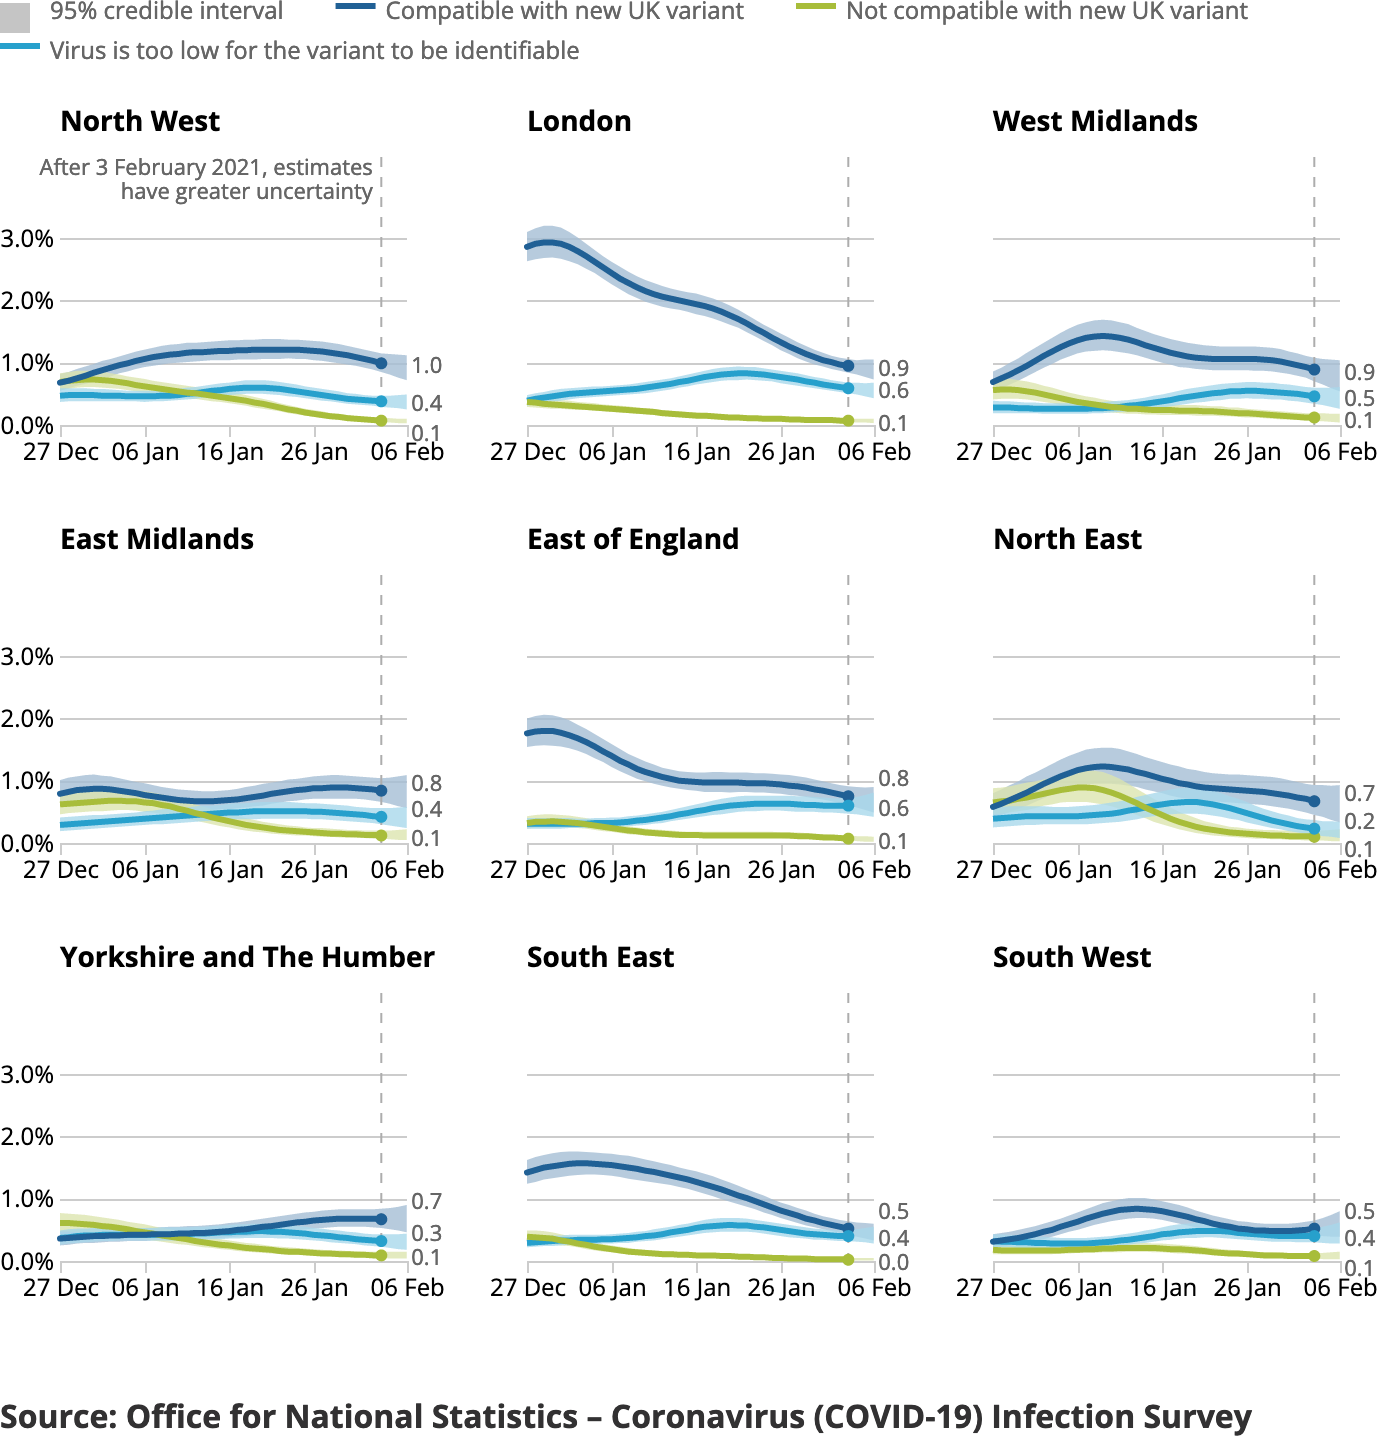 95% credible interval
Compatible with new UK variant
Not compatible with new UK variant
Virus is too low for the variant to be identifiable
North West
After 3 February 2021, estimates
have greater uncertainty
3.0%
2.0%
1.0%
0.0%
1.0
0.4
0.1
27 Dec 06 Jan 16 Jan 26 Jan 06 Feb
London
0.9
0.6
0.1
27 Dec 06 Jan 16 Jan 26 Jan 06 Feb
West Midlands
0.9
0.5
0.1
27 Dec 06 Jan 16 Jan 26 Jan 06 Feb
East Midlands
3.0%
2.0%
1.0%
0.0%
0.8
0.4
0.1
27 Dec 06 Jan 16 Jan 26 Jan 06 Feb
East of England
0.8
0.6
0.1
27 Dec 06 Jan 16 Jan 26 Jan 06 Feb
North East
0.7
0.2
0.1
27 Dec 06 Jan 16 Jan 26 Jan 06 Feb
Yorkshire and The Humber
3.0%
2.0%
1.0%
0.0%
0.7
0.3
0.1
27 Dec 06 Jan 16 Jan 26 Jan 06 Feb
South East
0.5
0.4
0.0
27 Dec 06 Jan 16 Jan 26 Jan 06 Feb
South West
0.5
0.4
0.1
27 Dec 06 Jan 16 Jan 26 Jan 06 Feb
Source: Office for National Statistics – Coronavirus (COVID-19) Infection Survey